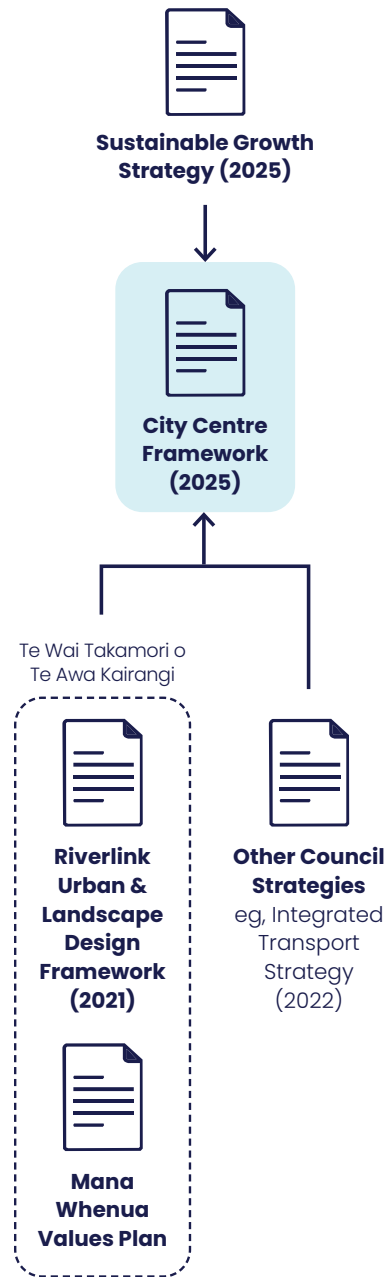 Sustainable Growth
Strategy (2025)
City Centre
Framework
(2025)
Te Wai Takamori o
Te Awa Kairangi
Riverlink
Urban &
Landscape
Design
Framework
(2021)
Mana
Whenua
Values Plan
Other Council
Strategies
eg, Integrated
Transport
Strategy
(2022)